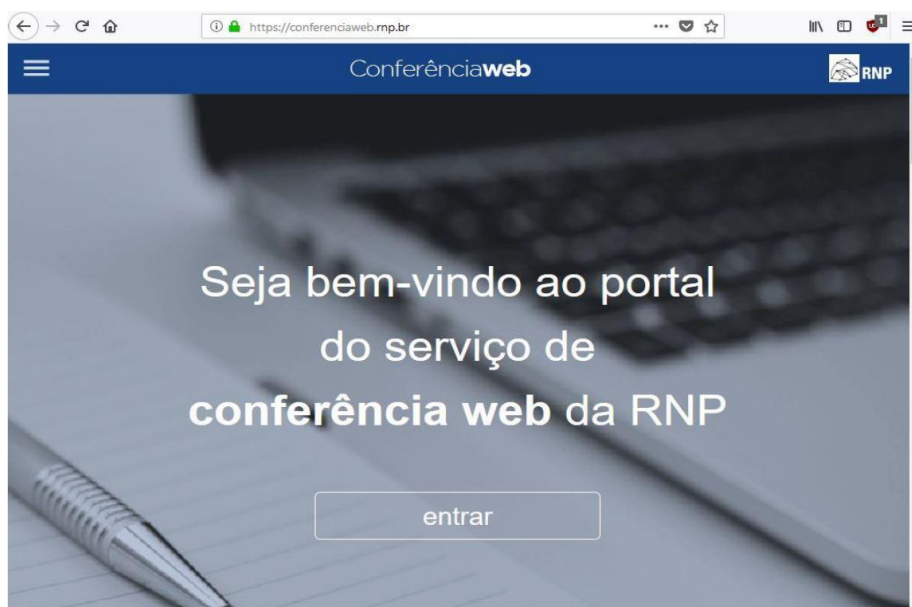 https://conferenciaweb.rnp.br
1
Conferênciaweb
RNP
Seja bem-vindo ao portal
do serviço de
conferência web da RNP
entrar